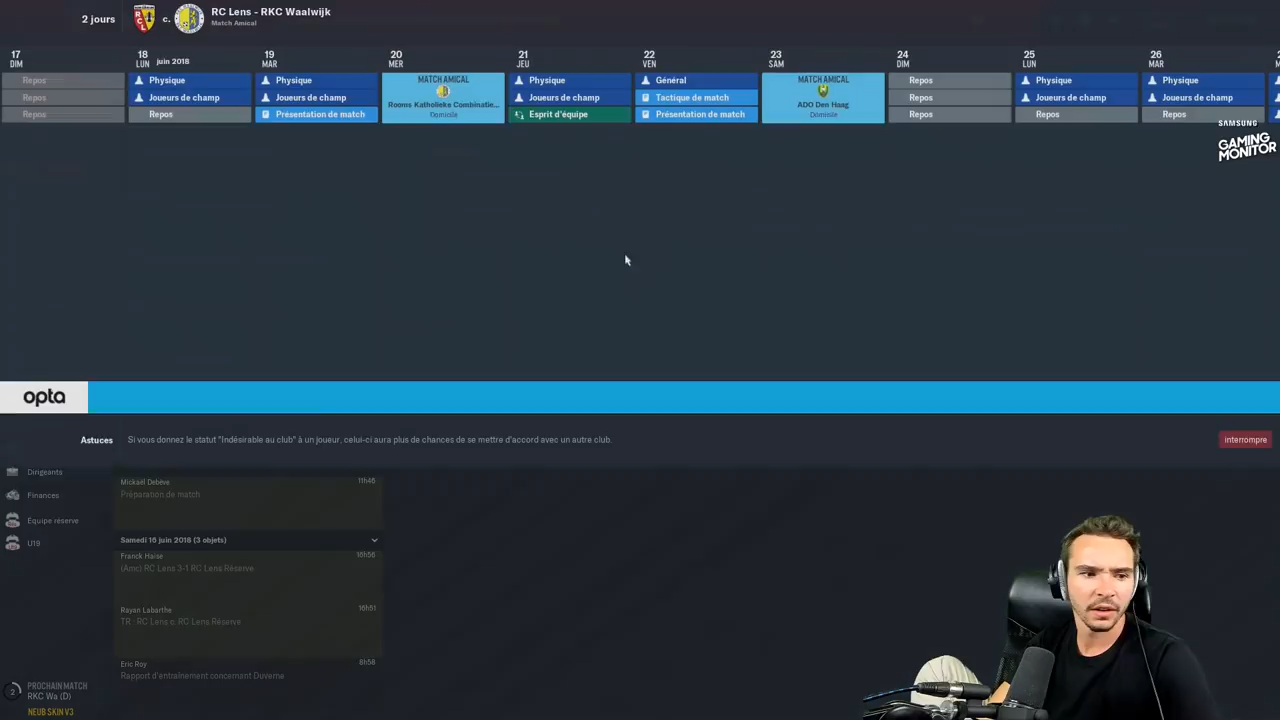 2 jours
c.
RC Lens - RKC Waalwijk
Match Amical
17 DIM
18 LUN juin 2018
19 MAR
20 MER
21 JEU
22 VEN
23 SAM
24 DIM
25 LUN
26 MAR
Repos
Repos
Repos
Physique
Joueurs de champ
Repos
Physique
Joueurs de champ
Présentation de match
MATCH AMICAL
Rooms Katholieke Combinatie...
Domicile
Physique
Joueurs de champ
Esprit d'équipe
Général
Tactique de match
Présentation de match
MATCH AMICAL
ADO Den Haag
Domicile
Repos
Repos
Repos
Physique
Joueurs de champ
Repos
Physique
Joueurs de champ
Repos
SAMSUNG
GAMING
MONITOR
opta
Astuces
Si vous donnez le statut "Indésirable au club" à un joueur, celui-ci aura plus de chances de se mettre d'accord avec un autre club.
interrompre
Dirigeants
Finances
Équipe réserve
U19
Mickaël Debève 11h46
Préparation de match
Samedi 16 juin 2018 (3 objets)
Franck Haise 16h56
(Amc) RC Lens 3-1 RC Lens Réserve
Rayan Labarthe 16h51
TR : RC Lens c. RC Lens Réserve
Eric Roy 8h56
Rapport d'entraînement concernant Duverne
2
PROCHAIN MATCH
RKC Wa (D)
NEUB SKIN V3